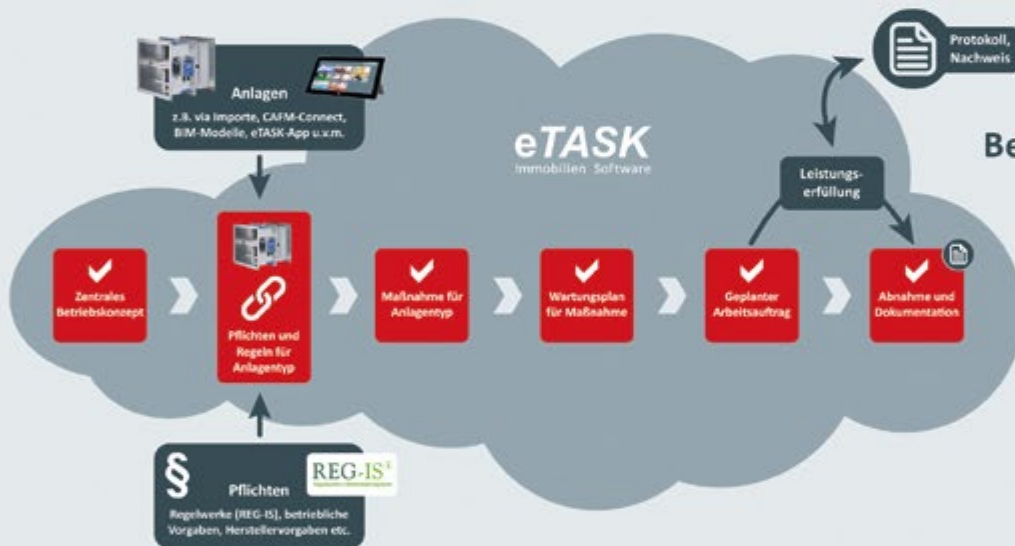 Anlagen
z.B. via Importe, CAFM-Connect,
BIM-Modelle, eTASK-App u.v.m.
eTASK
Immobilien Software
Protokoll,
Nachweis
Be
Leistungs-
erfüllung
Zentrales
Betriebskonzept
Pflichten und
Regeln für
Anlagentyp
Maßnahme für
Anlagentyp
Wartungsplan
für Maßnahme
Geplanter
Arbeitsauftrag
Abnahme und
Dokumentation
§
REG-IS
Pflichten
Regelwerke (REG-IS), betriebliche
Vorgaben, Herstellervorgaben etc.